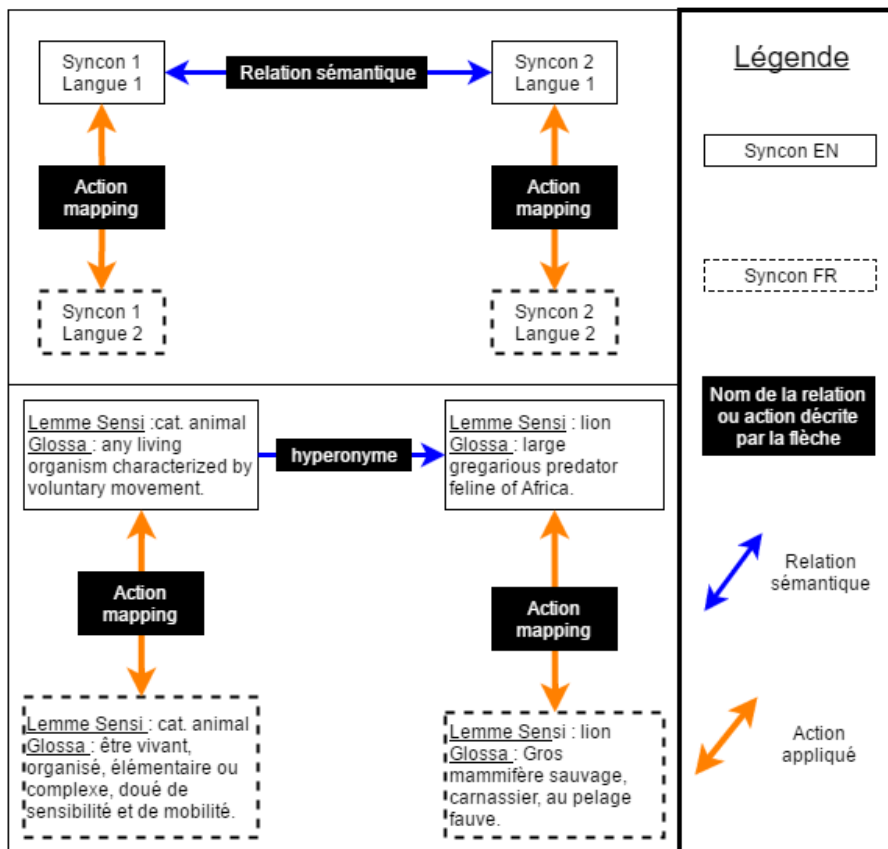 Syncon 1
Langue 1
Relation sémantique
Syncon 2
Langue 1
Action
mapping
Action
mapping
Syncon 1
Langue 2
Syncon 2
Langue 2
Lemme Sensi :cat. animal
Glossa : any living
organism characterized by
voluntary movement.
hyperonyme
Lemme Sensi : lion
Glossa : large
gregarious predator
feline of Africa.
Action
mapping
Action
mapping
Lemme Sensi : cat. animal
Glossa : être vivant,
organisé, élémentaire ou
complexe, doué de
sensibilité et de mobilité.
Lemme Sensi : lion
Glossa : Gros
mammifère sauvage,
carnassier, au pelage
fauve.
Légende
Syncon EN
Syncon FR
Nom de la relation
ou action décrite
par la flèche
Relation
sémantique
Action
appliqué